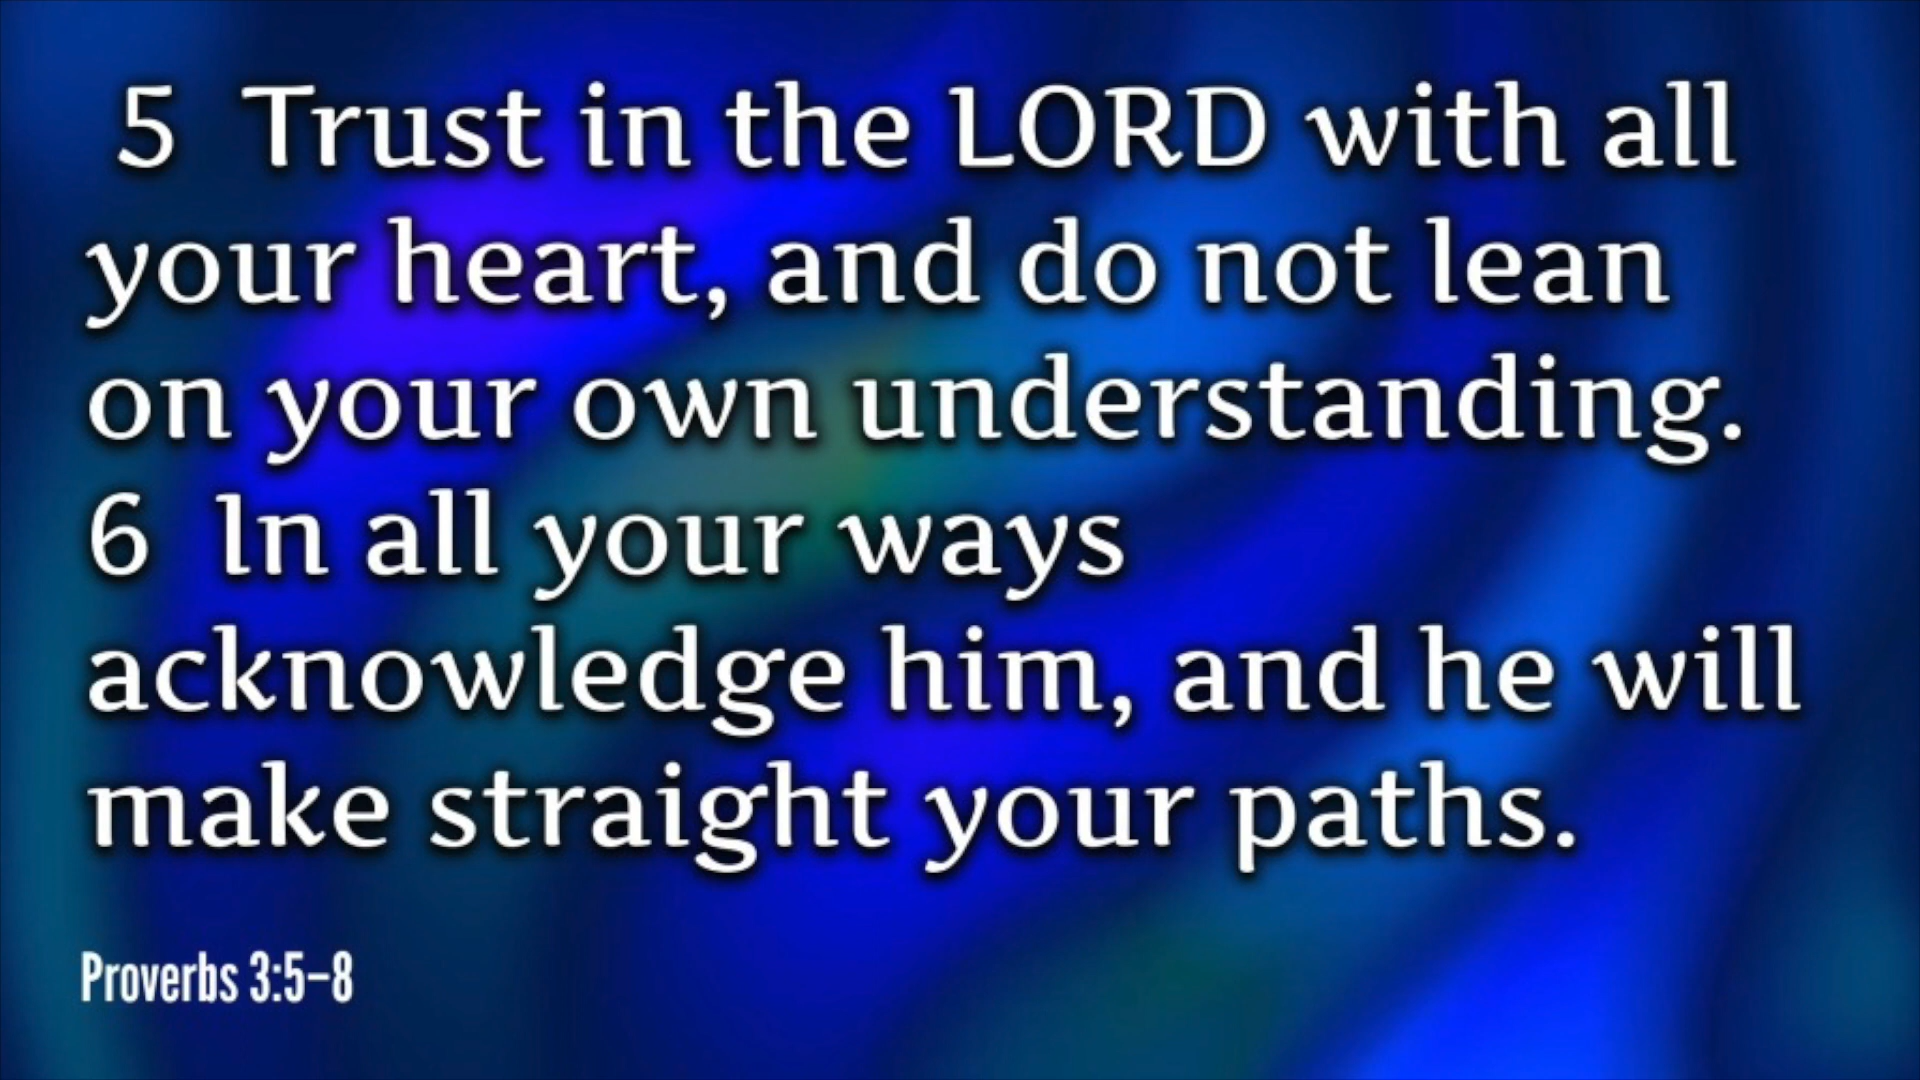 5 Trust in the LORD with all
your heart, and do not lean
on your own understanding.
6 In all your ways
acknowledge him, and he will
make straight your paths.
Proverbs 3:5–8